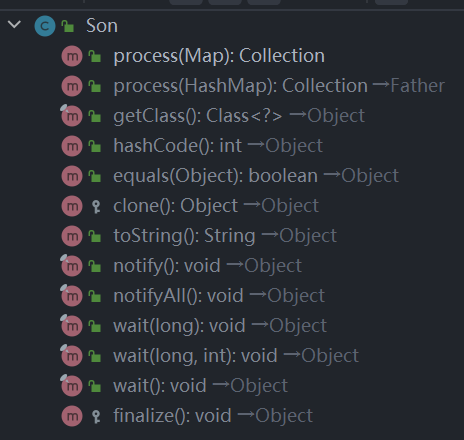 Son
process(Map): Collection
process(HashMap): Collection →Father
getClass(): Class<?> →Object
hashCode(): int →Object
equals(Object): boolean →Object
clone(): Object →Object
toString(): String →Object
notify(): void →Object
notifyAll(): void →Object
wait(long): void →Object
wait(long, int): void →Object
wait(): void →Object
finalize(): void →Object